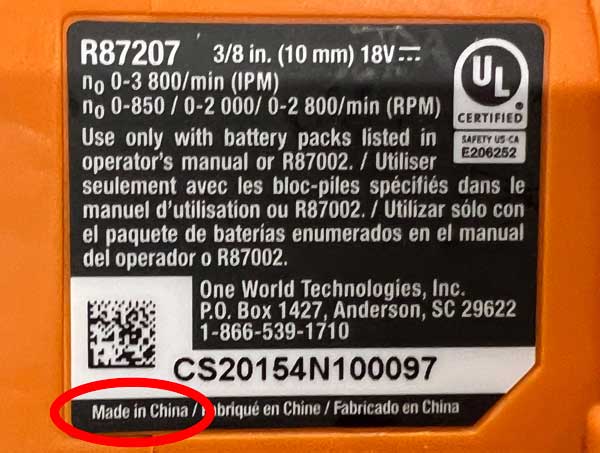 R87207 3/8 in. (10 mm) 18V⎓
n₀ 0-3 800/min (IPM)
n₀ 0-850 / 0-2 000/ 0-2 800/min (RPM)
UL
CERTIFIED
SAFETY US-CA
E206252
Use only with battery packs listed in
operator's manual or R87002. / Utiliser
seulement avec les bloc-piles spécifiés dans le
manuel d'utilisation ou R87002. / Utilizar sólo con
el paquete de baterías enumerados en el manual
del operador o R87002.
One World Technologies, Inc.
P.O. Box 1427, Anderson, SC 29622
1-866-539-1710
CS20154N100097
Made in China / Fabriqué en Chine / Fabricado en China